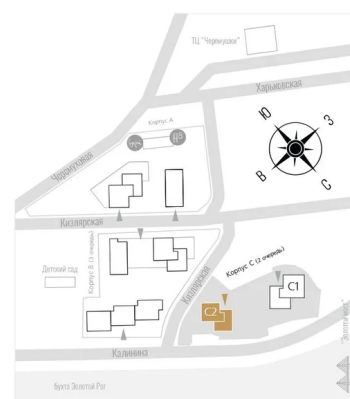 ТЦ "Черемушки"
Харьковская
Ю
З
В
С
Корпус А
Черемуховая
Кизлярская
Детский сад
Корпус В (3 очередь)
Кизлярская
Корпус С (2 очередь)
С1
С2
Калинина
бухта Золотой Рог